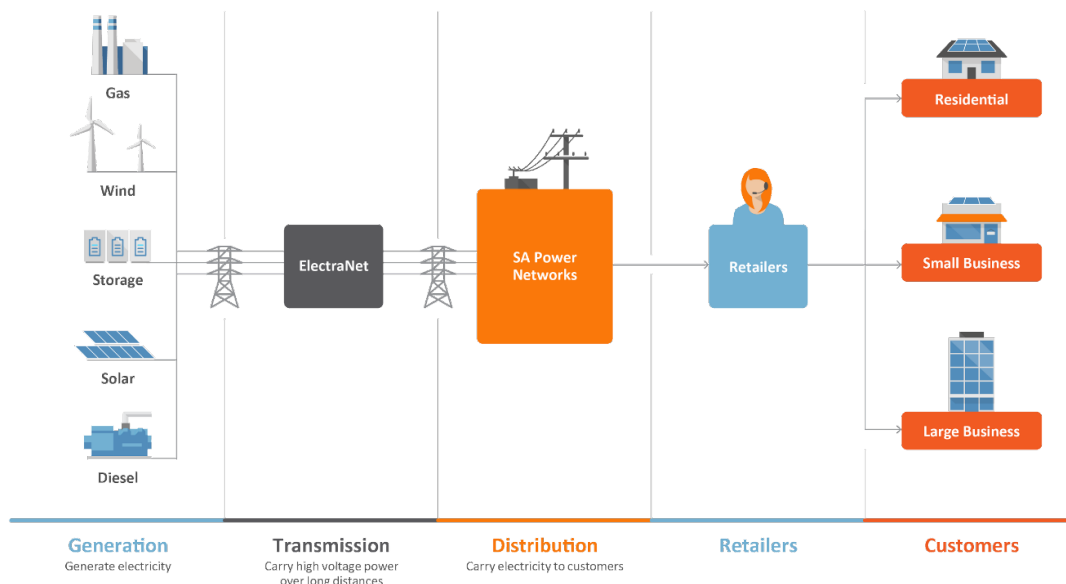 Gas
Wind
Storage
Solar
Diesel
ElectraNet
SA Power
Networks
Retailers
Residential
Small Business
Large Business
Generation
Generate electricity
Transmission
Carry high voltage power
over long distances
Distribution
Carry electricity to customers
Retailers
Customers